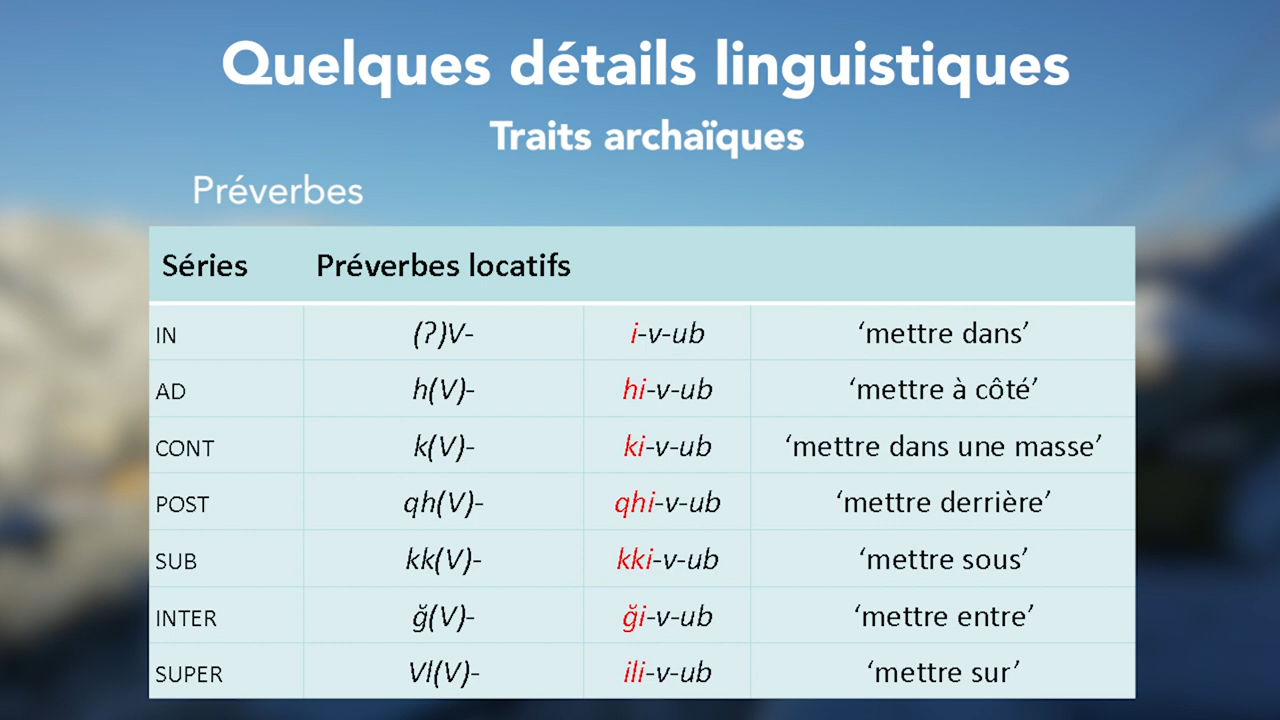 Quelques détails linguistiques
Traits archaïques
Préverbes
Séries Préverbes locatifs
IN (ʔ)V- i-v-ub ‘mettre dans’
AD h(V)- hi-v-ub ‘mettre à côté’
CONT k(V)- ki-v-ub ‘mettre dans une masse’
POST qh(V)- qhi-v-ub ‘mettre derrière’
SUB kk(V)- kki-v-ub ‘mettre sous’
INTER ğ(V)- ği-v-ub ‘mettre entre’
SUPER Vl(V)- ili-v-ub ‘mettre sur’